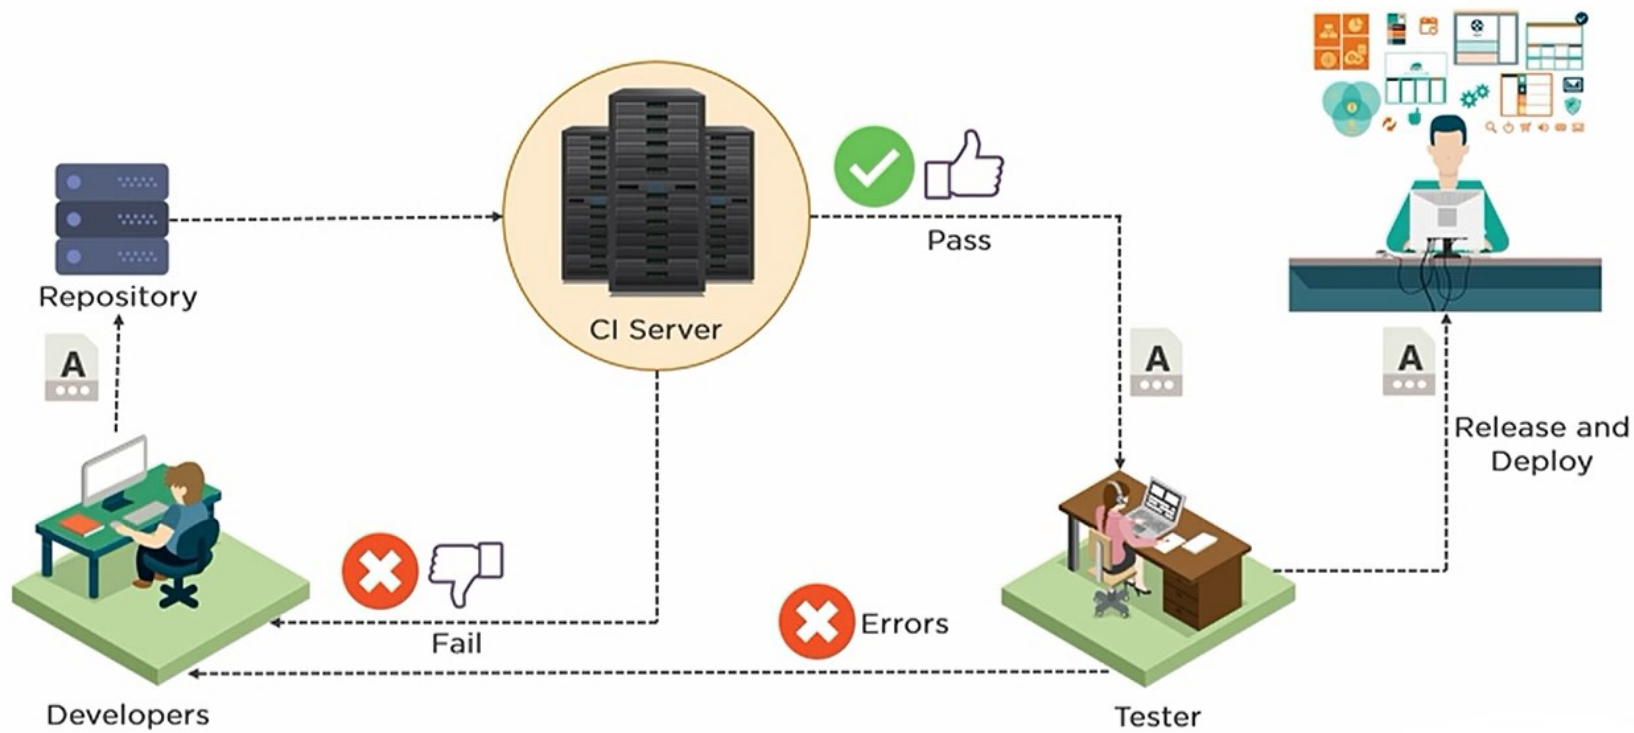 Repository
A
CI Server
Pass
A
A
Release and
Deploy
Fail
Errors
Developers
Tester